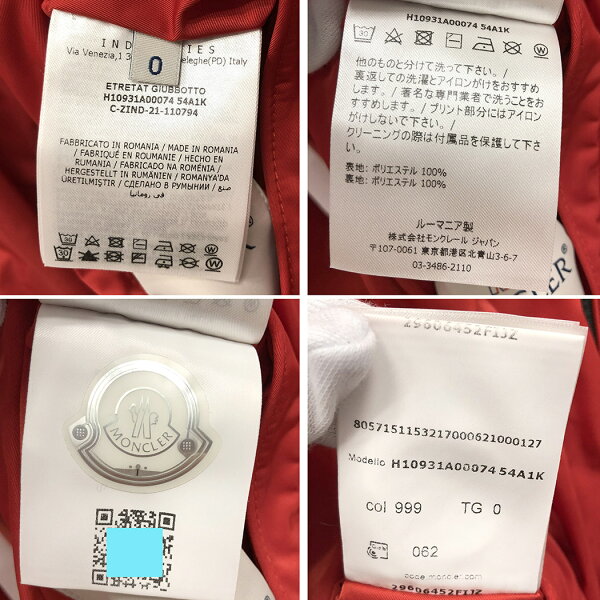 INDUSTRIES
Via Venezia,1 3
eleghe(PD) Italy
0
ETRETAT GIUBBOTTO
H10931A00074 54A1K
C-ZIND-21-110794
FABBRICATO IN ROMANIA / MADE IN ROMANIA
/ FABRIQUÉ EN ROUMANIE / HECHO EN
RUMANIA / FABRICADO NA ROMÉNIA /
HERGESTELLT IN RUMÄNIEN / ROMANYA'DA
ÜRETILMIŞTIR / СДЕЛАНО В РУМЫНИИ / صنع
في رومانيا
30
H10931A00074 54A1K
30
他のものと分けて洗って下さい。/
裏返しての洗濯とアイロンがけをおすすめ
します。/ 著名な専門業者で洗うことをお
すすめします。/ プリント部分にはアイロン
がけしないで下さい。/
クリーニングの際は付属品を保護して下さ
い。
表地: ポリエステル 100%
裏地: ポリエステル 100%
ルーマニア製
株式会社モンクレール ジャパン
〒107-0061 東京都港区北青山3-6-7
03-3486-2110
MONCLER
29606452F1JZ
8057151153217000621000127
Modello H10931A00074 54A1K
col 999 TG 0
062
code.moncler.com
29606452F1JZ